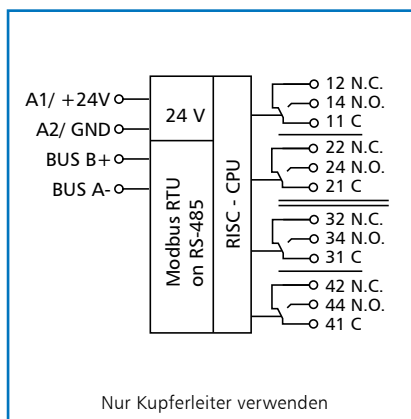 A1/ +24V
A2/ GND
BUS B+
BUS A-
24 V
Modbus RTU
on RS-485
RISC - CPU
12 N.C.
14 N.O.
11 C
22 N.C.
24 N.O.
21 C
32 N.C.
34 N.O.
31 C
42 N.C.
44 N.O.
41 C
Nur Kupferleiter verwenden